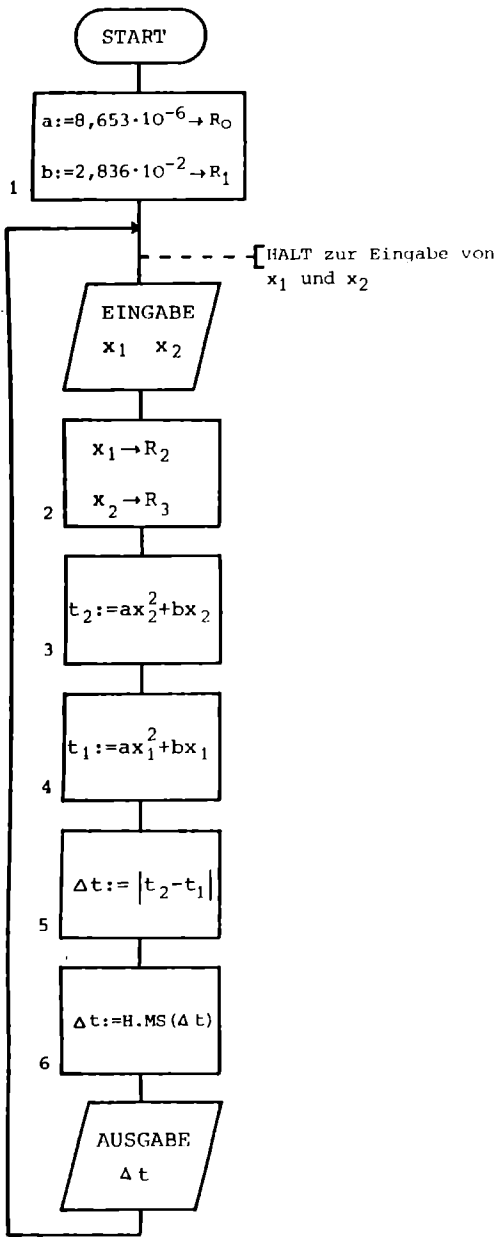 START
a:=8,653·10⁻⁶→R₀
b:=2,836·10⁻²→R₁
1
HALT zur Eingabe von
x₁ und x₂
EINGABE
x₁ x₂
x₁→R₂
x₂→R₃
2
t₂:=ax₂²+bx₂
3
t₁:=ax₁²+bx₁
4
Δt:=|t₂-t₁|
5
Δt:=H.MS(Δt)
6
AUSGABE
Δt